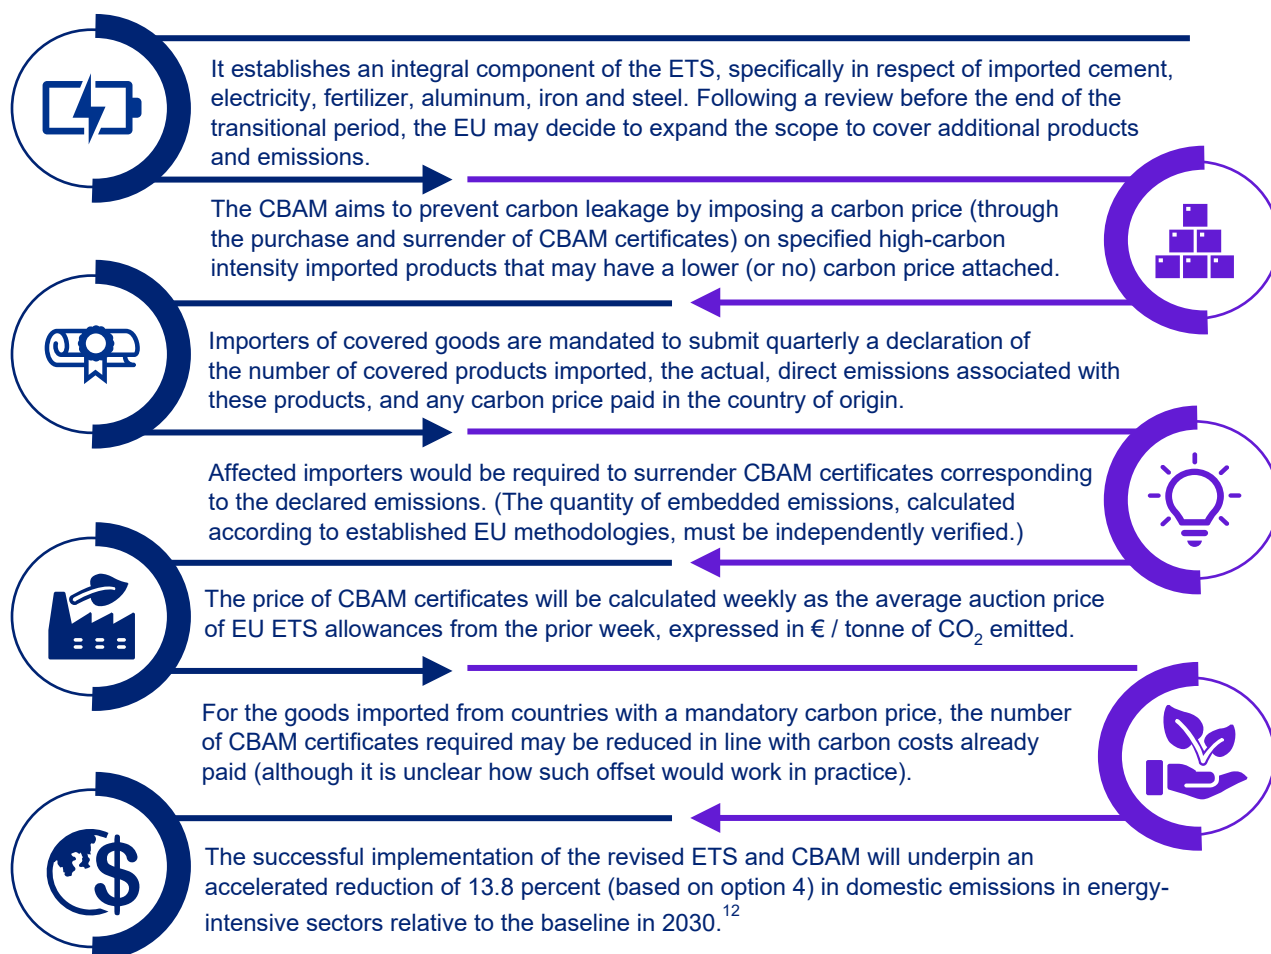 It establishes an integral component of the ETS, specifically in respect of imported cement,
electricity, fertilizer, aluminum, iron and steel. Following a review before the end of the
transitional period, the EU may decide to expand the scope to cover additional products
and emissions.
The CBAM aims to prevent carbon leakage by imposing a carbon price (through
the purchase and surrender of CBAM certificates) on specified high-carbon
intensity imported products that may have a lower (or no) carbon price attached.
Importers of covered goods are mandated to submit quarterly a declaration of
the number of covered products imported, the actual, direct emissions associated with
these products, and any carbon price paid in the country of origin.
Affected importers would be required to surrender CBAM certificates corresponding
to the declared emissions. (The quantity of embedded emissions, calculated
according to established EU methodologies, must be independently verified.)
The price of CBAM certificates will be calculated weekly as the average auction price
of EU ETS allowances from the prior week, expressed in € / tonne of CO₂ emitted.
For the goods imported from countries with a mandatory carbon price, the number
of CBAM certificates required may be reduced in line with carbon costs already
paid (although it is unclear how such offset would work in practice).
The successful implementation of the revised ETS and CBAM will underpin an
accelerated reduction of 13.8 percent (based on option 4) in domestic emissions in energy-
intensive sectors relative to the baseline in 2030.¹²
$